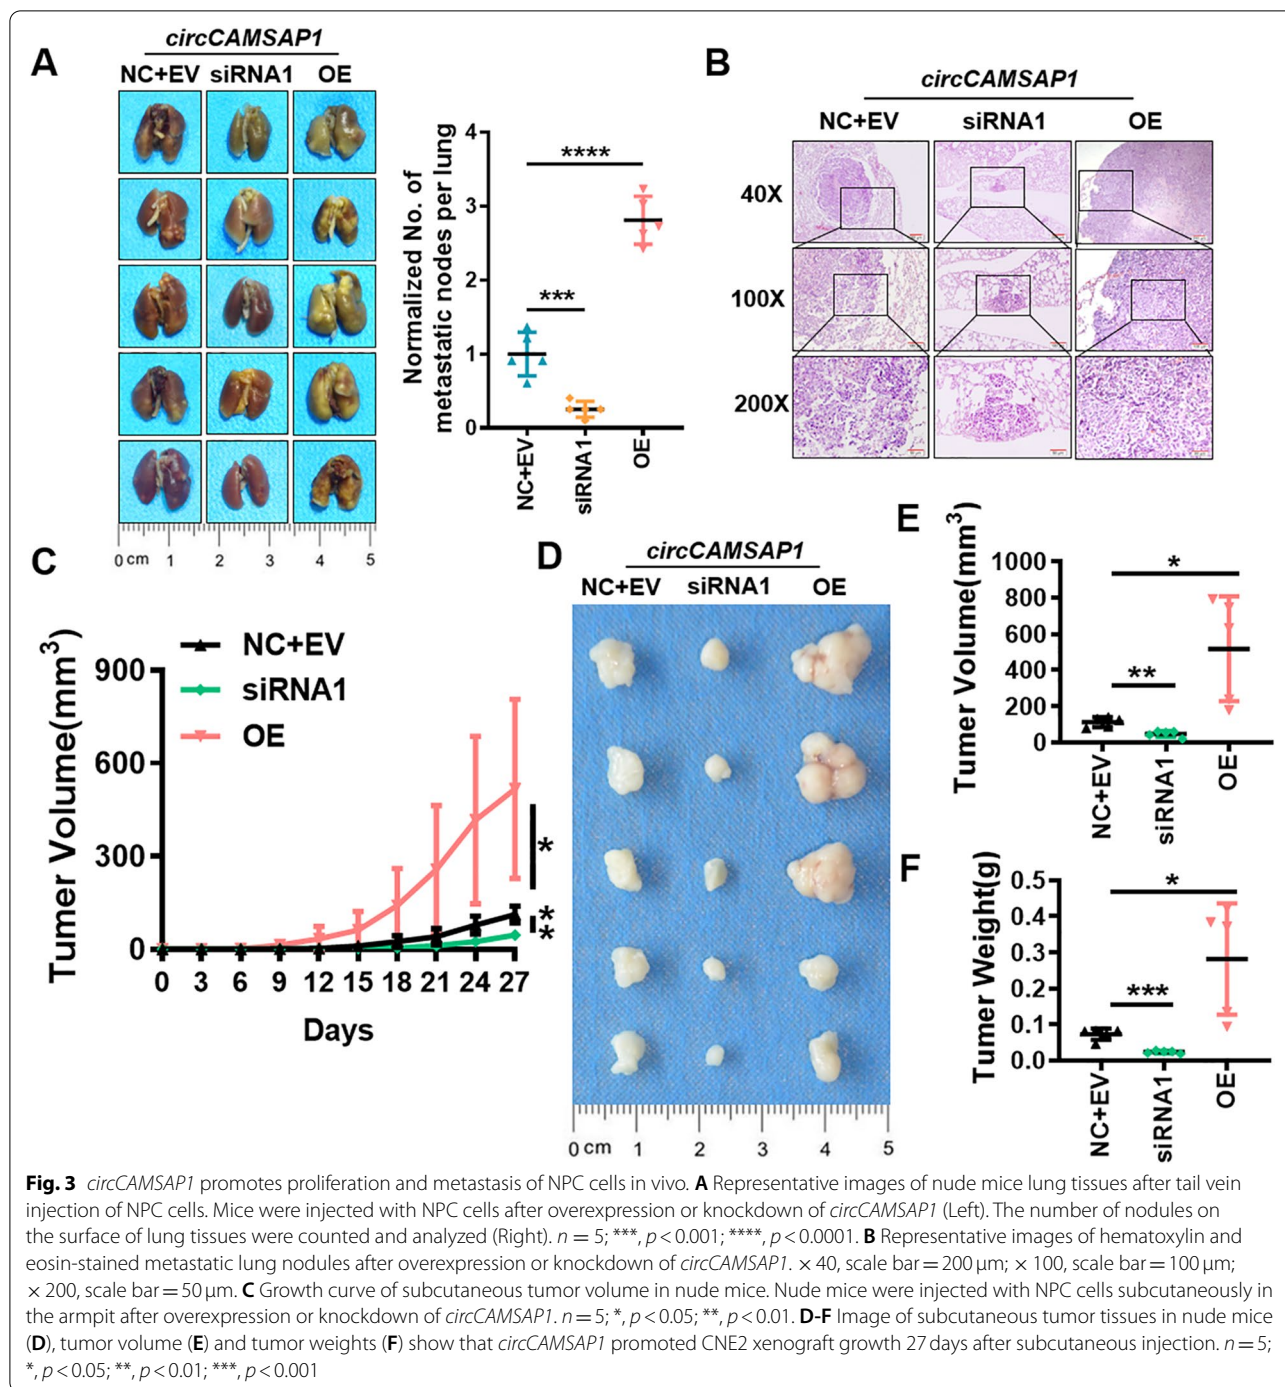 A
circCAMSAP1
NC+EV siRNA1 OE
0 cm 1 2 3 4 5
Normalized No. of
metastatic nodes per lung
4
3
2
1
0
****
***
NC+EV
siRNA1
OE
B
circCAMSAP1
NC+EV siRNA1 OE
40X
100X
200X
C
Tumer Volume(mm³)
900
600
300
0
NC+EV
siRNA1
OE
*
**
0 3 6 9 12 15 18 21 24 27
Days
D
circCAMSAP1
NC+EV siRNA1 OE
0 cm 1 2 3 4 5
E
Tumer Volume(mm³)
1000
800
600
400
200
0
*
**
NC+EV
siRNA1
OE
F
Tumer Weight(g)
0.5
0.4
0.3
0.2
0.1
0.0
*
***
NC+EV
siRNA1
OE
Fig. 3 circCAMSAP1 promotes proliferation and metastasis of NPC cells in vivo. A Representative images of nude mice lung tissues after tail vein
injection of NPC cells. Mice were injected with NPC cells after overexpression or knockdown of circCAMSAP1 (Left). The number of nodules on
the surface of lung tissues were counted and analyzed (Right). n = 5; ***, p < 0.001; ****, p < 0.0001. B Representative images of hematoxylin and
eosin-stained metastatic lung nodules after overexpression or knockdown of circCAMSAP1. × 40, scale bar = 200 μm; × 100, scale bar = 100 μm;
× 200, scale bar = 50 μm. C Growth curve of subcutaneous tumor volume in nude mice. Nude mice were injected with NPC cells subcutaneously in
the armpit after overexpression or knockdown of circCAMSAP1. n = 5; *, p < 0.05; **, p < 0.01. D-F Image of subcutaneous tumor tissues in nude mice
(D), tumor volume (E) and tumor weights (F) show that circCAMSAP1 promoted CNE2 xenograft growth 27 days after subcutaneous injection. n = 5;
*, p < 0.05; **, p < 0.01; ***, p < 0.001